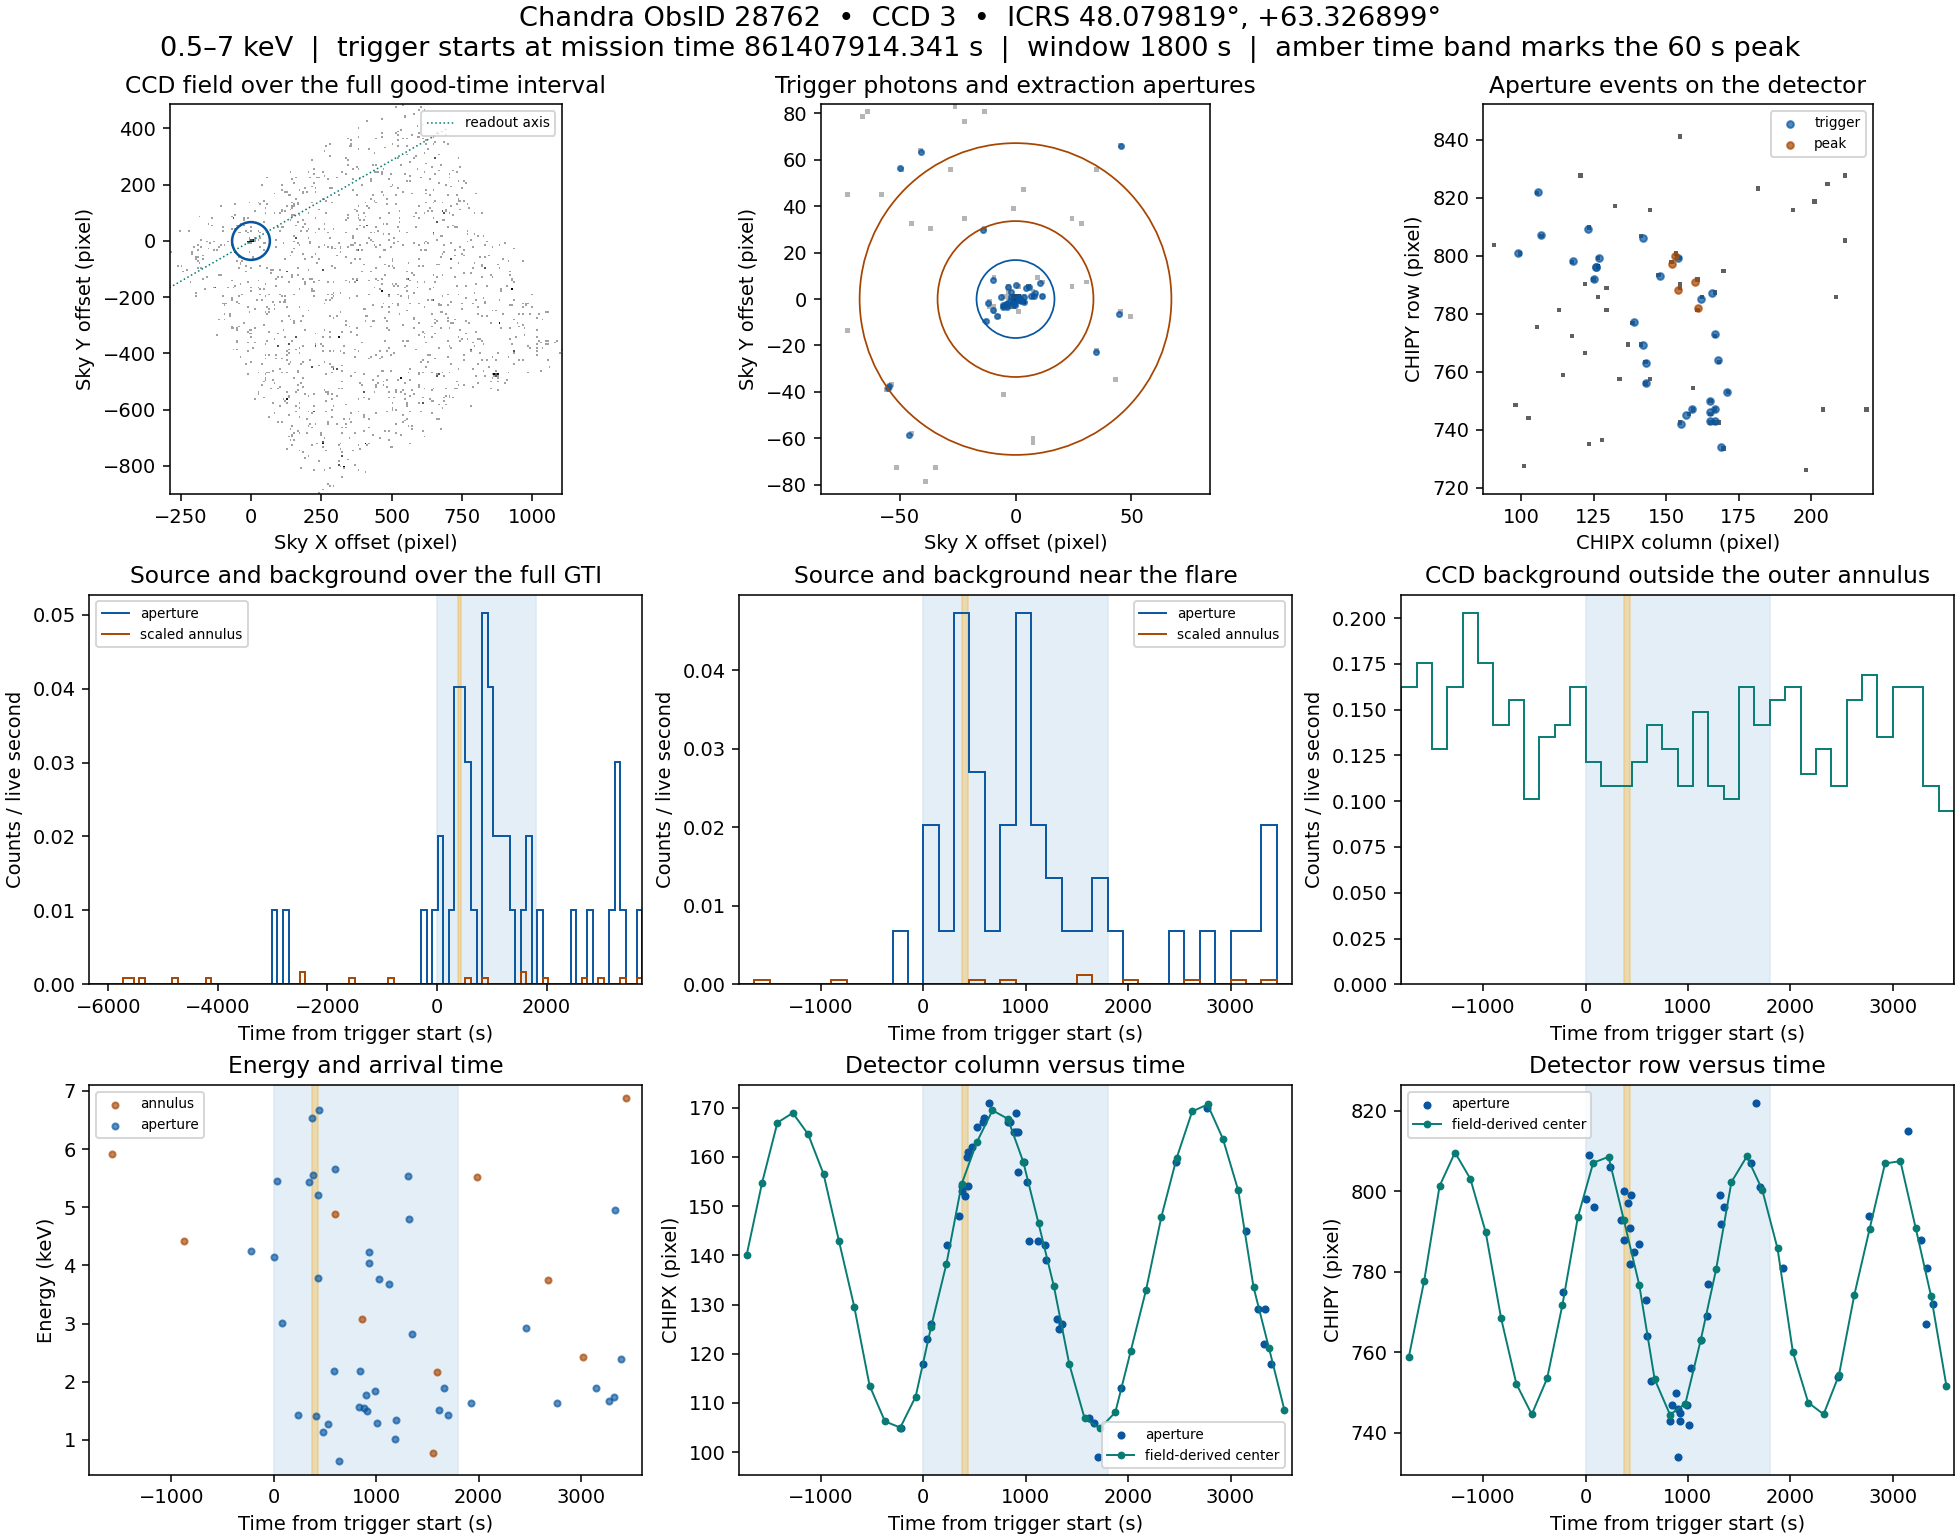 Chandra ObsID 28762 • CCD 3 • ICRS 48.079819°, +63.326899°
0.5–7 keV | trigger starts at mission time 861407914.341 s | window 1800 s | amber time band marks the 60 s peak
CCD field over the full good-time interval
readout axis
400
200
0
−200
−400
−600
−800
−250
0
250
500
750
1000
Sky Y offset (pixel)
Sky X offset (pixel)
Trigger photons and extraction apertures
80
60
40
20
0
−20
−40
−60
−80
−50
0
50
Sky Y offset (pixel)
Sky X offset (pixel)
Aperture events on the detector
trigger
peak
840
820
800
780
760
740
720
100
125
150
175
200
CHIPY row (pixel)
CHIPX column (pixel)
Source and background over the full GTI
aperture
scaled annulus
0.05
0.04
0.03
0.02
0.01
0.00
−6000
−4000
−2000
0
2000
Counts / live second
Time from trigger start (s)
Source and background near the flare
aperture
scaled annulus
0.04
0.03
0.02
0.01
0.00
−1000
0
1000
2000
3000
Counts / live second
Time from trigger start (s)
CCD background outside the outer annulus
0.200
0.175
0.150
0.125
0.100
0.075
0.050
0.025
0.000
−1000
0
1000
2000
3000
Counts / live second
Time from trigger start (s)
Energy and arrival time
annulus
aperture
7
6
5
4
3
2
1
−1000
0
1000
2000
3000
Energy (keV)
Time from trigger start (s)
Detector column versus time
aperture
field-derived center
170
160
150
140
130
120
110
100
−1000
0
1000
2000
3000
CHIPX (pixel)
Time from trigger start (s)
Detector row versus time
aperture
field-derived center
820
800
780
760
740
−1000
0
1000
2000
3000
CHIPY (pixel)
Time from trigger start (s)